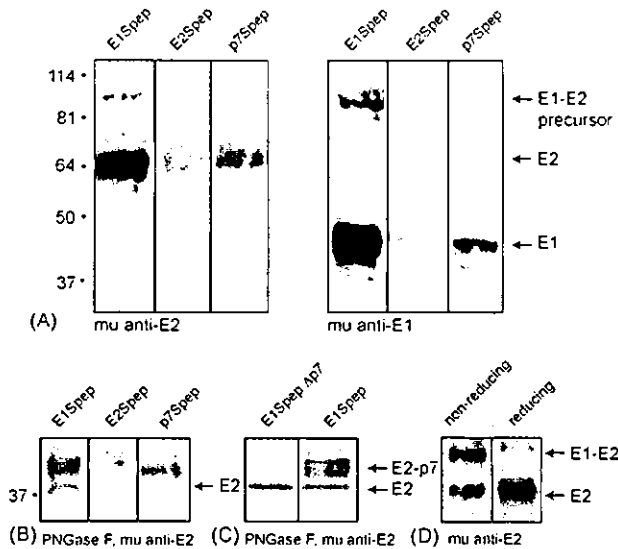 E1Spep E2Spep p7Spep E1Spep E2Spep p7Spep
114
81
64
50
37
E1-E2
precursor
E2
E1
(A) mu anti-E2 mu anti-E1
E1Spep E2Spep p7Spep E1Spep Δp7 E1Spep non-reducing reducing
37
E2
E2-p7
E2
E1-E2
E2
(B) PNGase F, mu anti-E2 (C) PNGase F, mu anti-E2 (D) mu anti-E2